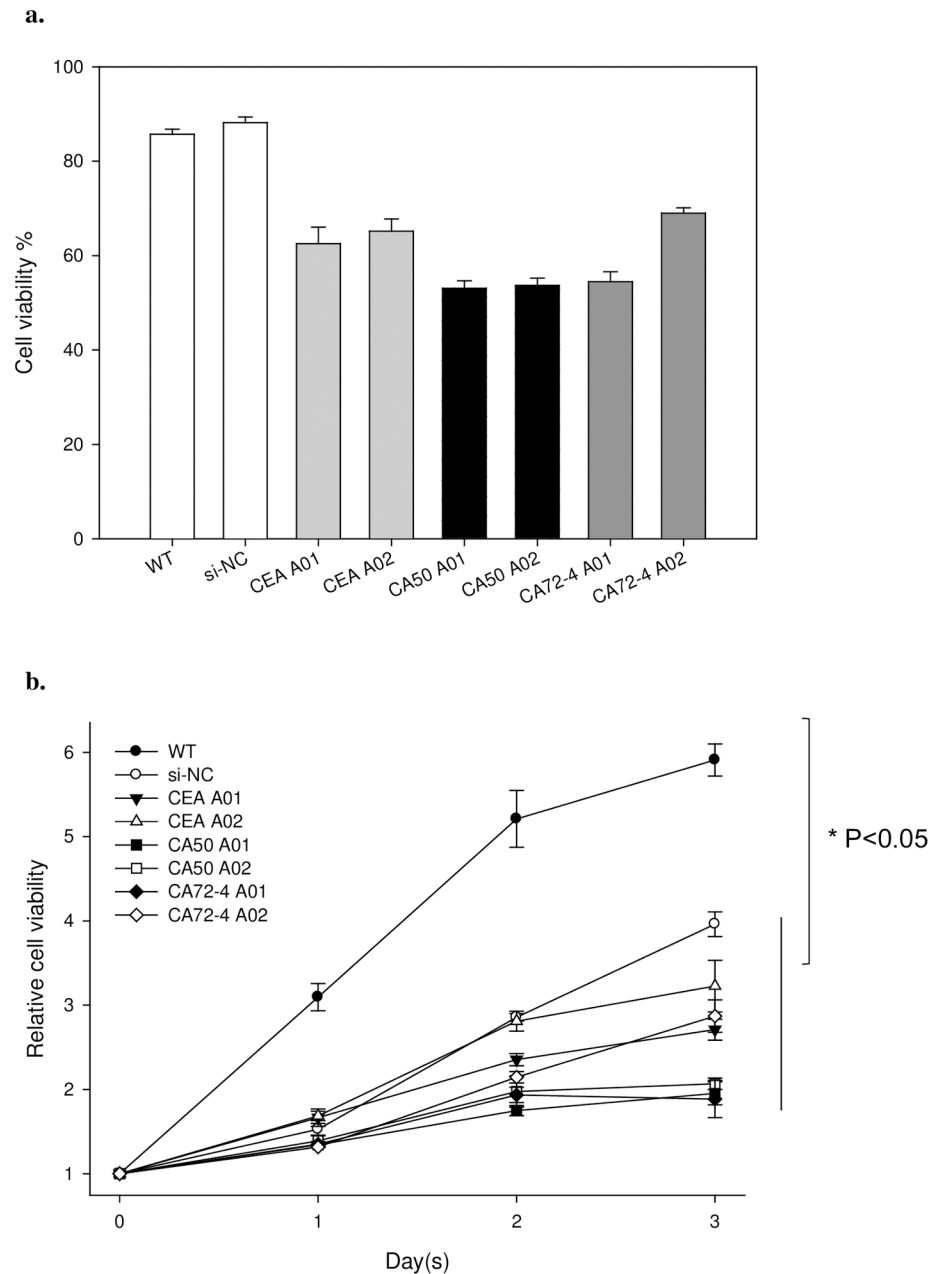 a.
100
80
60
40
20
0
Cell viability %
WT
si-NC
CEA A01
CEA A02
CA50 A01
CA50 A02
CA72-4 A01
CA72-4 A02
b.
6
5
4
3
2
1
Relative cell viability
WT
si-NC
CEA A01
CEA A02
CA50 A01
CA50 A02
CA72-4 A01
CA72-4 A02
* P<0.05
0 1 2 3
Day(s)